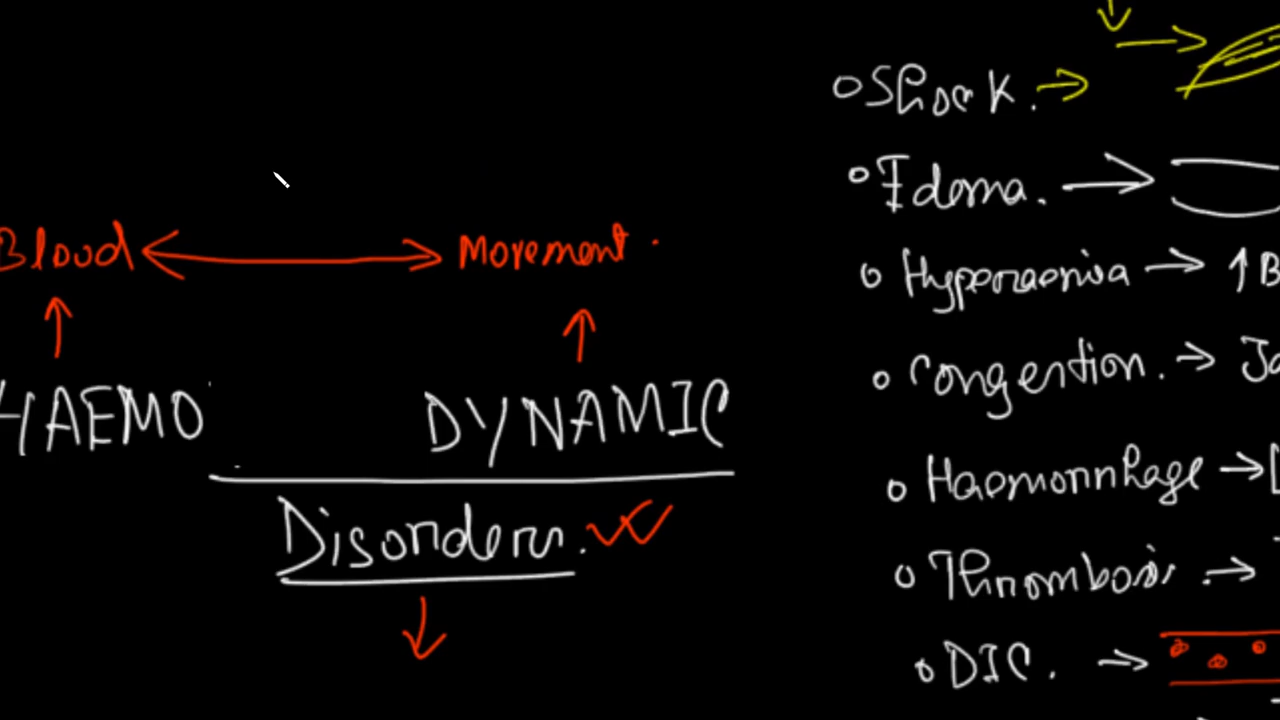 Blood ↔ Movement.
HAEMO DYNAMIC
Disorders.
Shock. →
Edema. →
Hyperaemia → ↑B
Congestion. → Ja
Haemorrhage →
Thrombosis. →
DIC. →